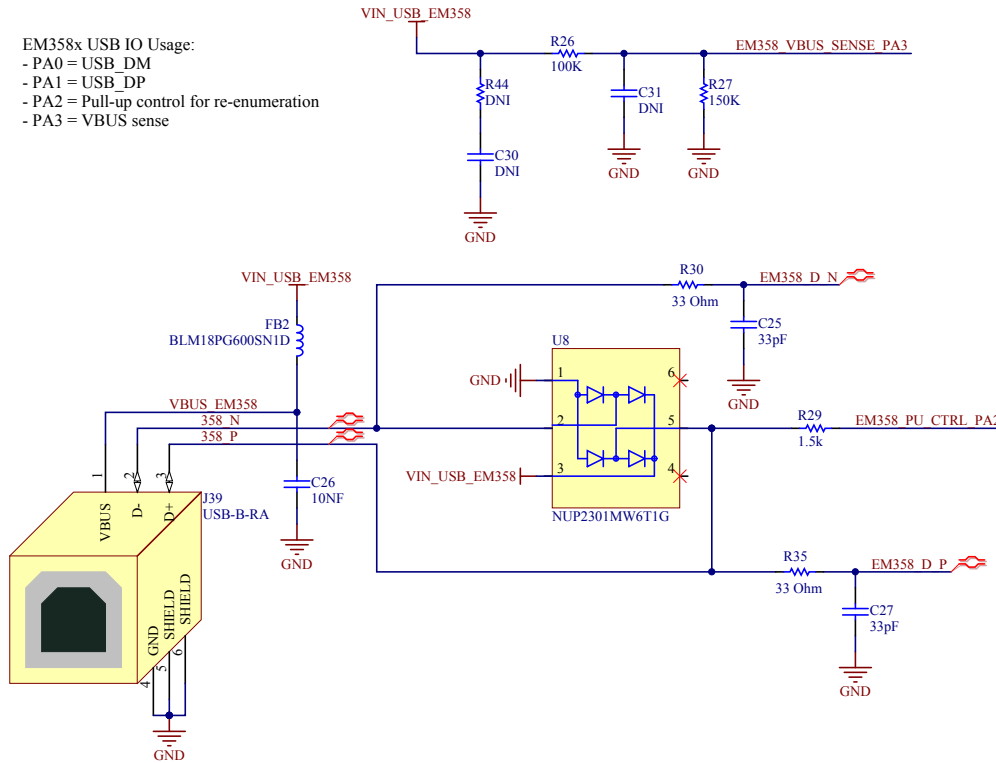 VIN_USB_EM358
EM358x USB IO Usage:
- PA0 = USB_DM
- PA1 = USB_DP
- PA2 = Pull-up control for re-enumeration
- PA3 = VBUS sense
R26
100K
EM358_VBUS_SENSE_PA3
R44
DNI
C31
DNI
R27
150K
C30
DNI
GND
GND
GND
VIN_USB_EM358
FB2
BLM18PG600SN1D
R30
33 Ohm
EM358_D_N
C25
33pF
GND
U8
GND
1
2
3
6
5
4
VIN_USB_EM358
NUP2301MW6T1G
R29
1.5k
EM358_PU_CTRL_PA2
VBUS_EM358
358_N
358_P
C26
10NF
GND
1
2
3
VBUS
D-
D+
J39
USB-B-RA
R35
33 Ohm
EM358_D_P
C27
33pF
GND
GND
SHIELD
SHIELD
4
5
6
GND